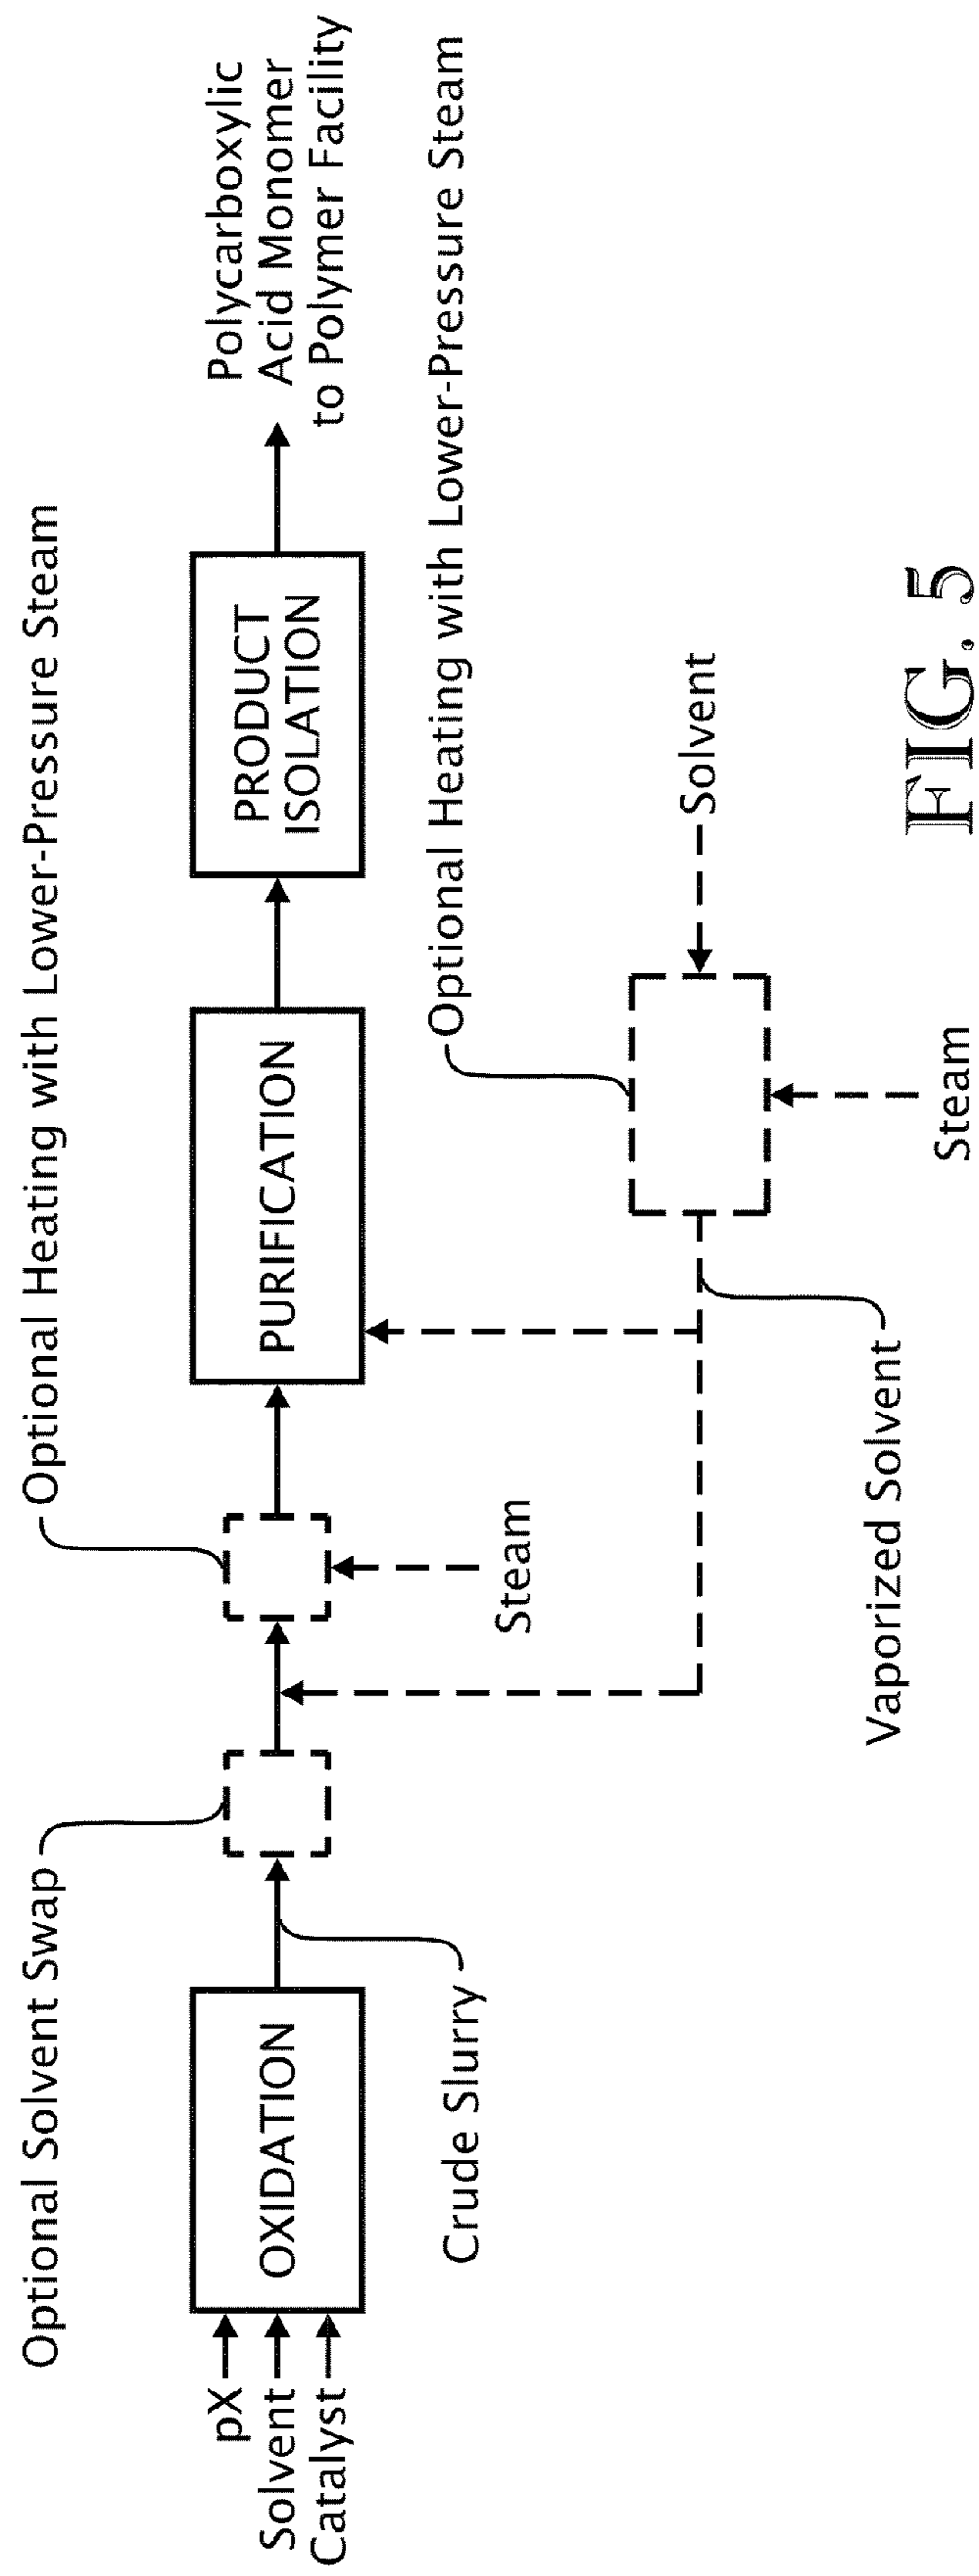 Optional Solvent Swap
Optional Heating with Lower-Pressure Steam
pX
Solvent
Catalyst
OXIDATION
PURIFICATION
PRODUCT
ISOLATION
Polycarboxylic
Acid Monomer
to Polymer Facility
Crude Slurry
Steam
Optional Heating with Lower-Pressure Steam
Solvent
Vaporized Solvent
Steam
FIG. 5